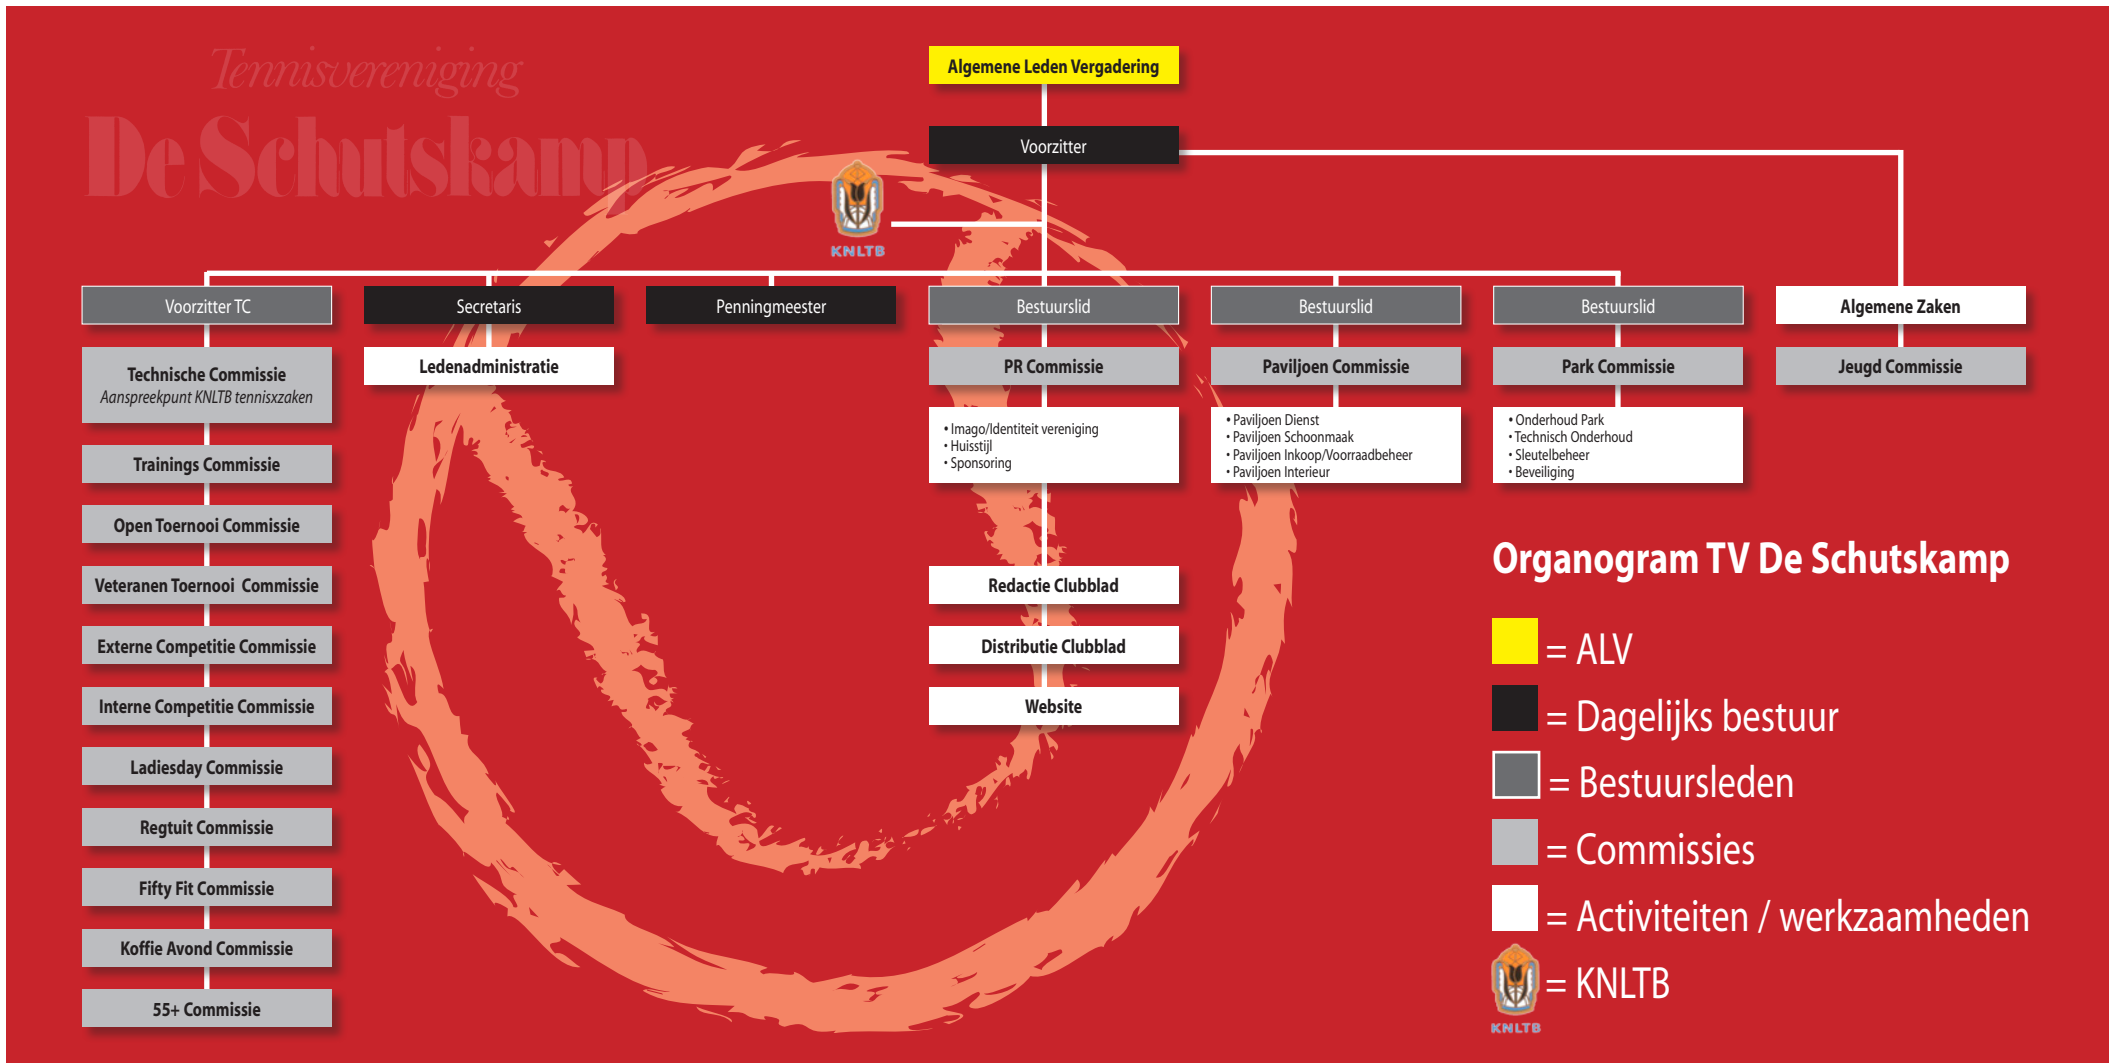 Tennisvereniging
De Schutskamp
Algemene Leden Vergadering
Voorzitter
KNLTB
Voorzitter TC
Secretaris
Penningmeester
Bestuurslid
Bestuurslid
Bestuurslid
Algemene Zaken
Technische Commissie
Aanspreekpunt KNLTB tennisxzaken
Ledenadministratie
PR Commissie
Paviljoen Commissie
Park Commissie
Jeugd Commissie
• Imago/Identiteit vereniging
• Huisstijl
• Sponsoring
• Paviljoen Dienst
• Paviljoen Schoonmaak
• Paviljoen Inkoop/Voorraadbeheer
• Paviljoen Interieur
• Onderhoud Park
• Technisch Onderhoud
• Sleutelbeheer
• Beveiliging
Trainings Commissie
Open Toernooi Commissie
Veteranen Toernooi Commissie
Externe Competitie Commissie
Interne Competitie Commissie
Ladiesday Commissie
Regtuit Commissie
Fifty Fit Commissie
Koffie Avond Commissie
55+ Commissie
Redactie Clubblad
Distributie Clubblad
Website
Organogram TV De Schutskamp
= ALV
= Dagelijks bestuur
= Bestuursleden
= Commissies
= Activiteiten / werkzaamheden
= KNLTB
KNLTB